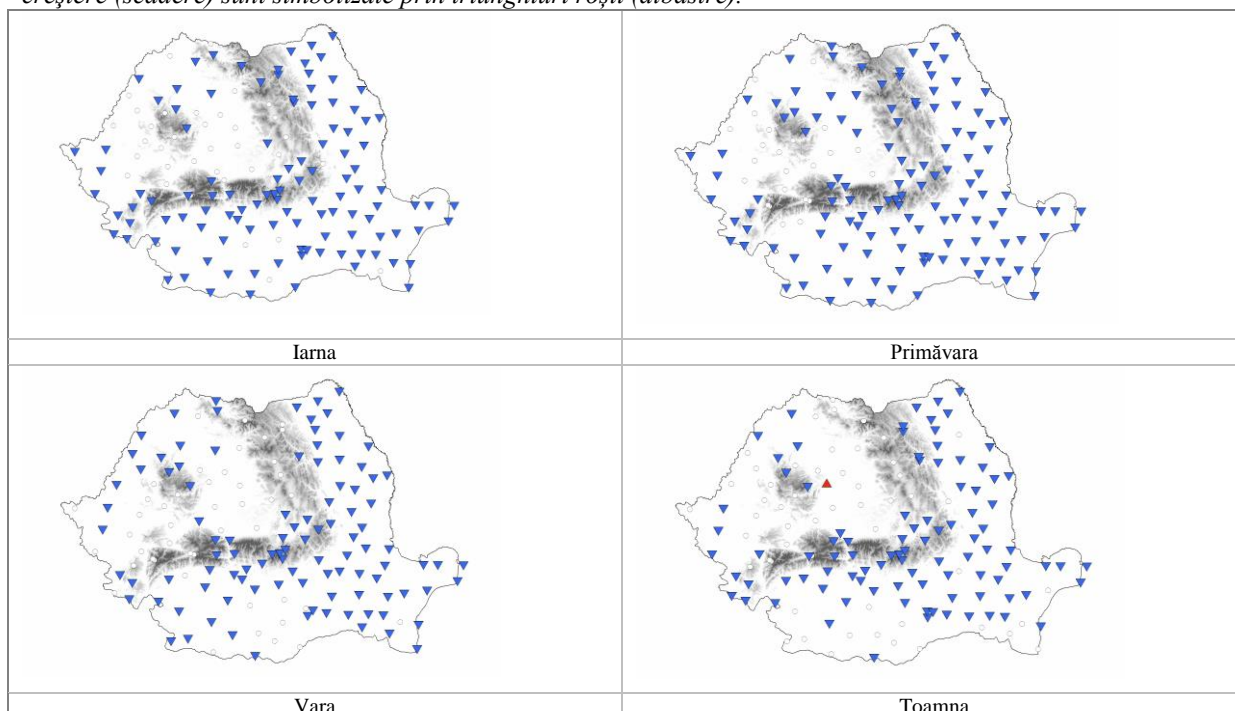 creştere (scădere) sunt simbolizate prin triunghiuri roşii (albastre).
Iarna
Primăvara
Vara
Toamna